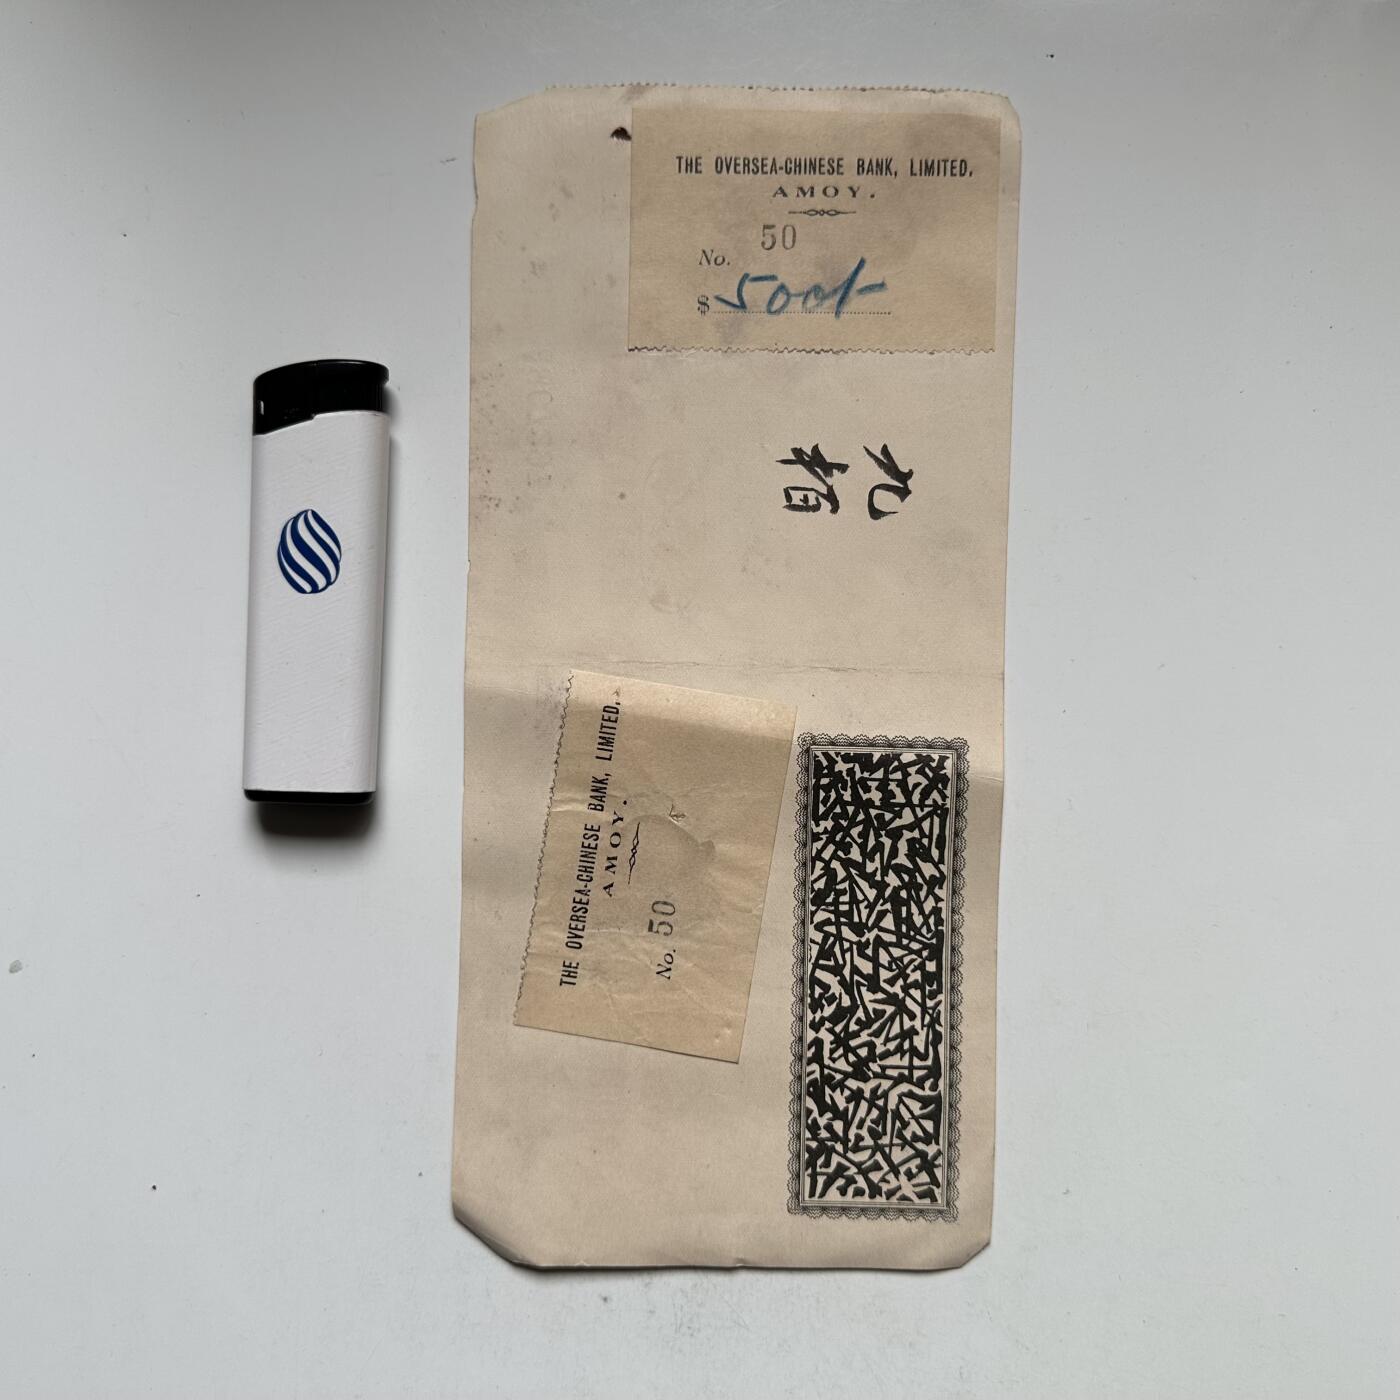 THE OVERSEA-CHINESE BANK, LIMITED,
AMOY.
No. 50
$ 500/-
THE OVERSEA-CHINESE BANK, LIMITED,
AMOY.
No. 50